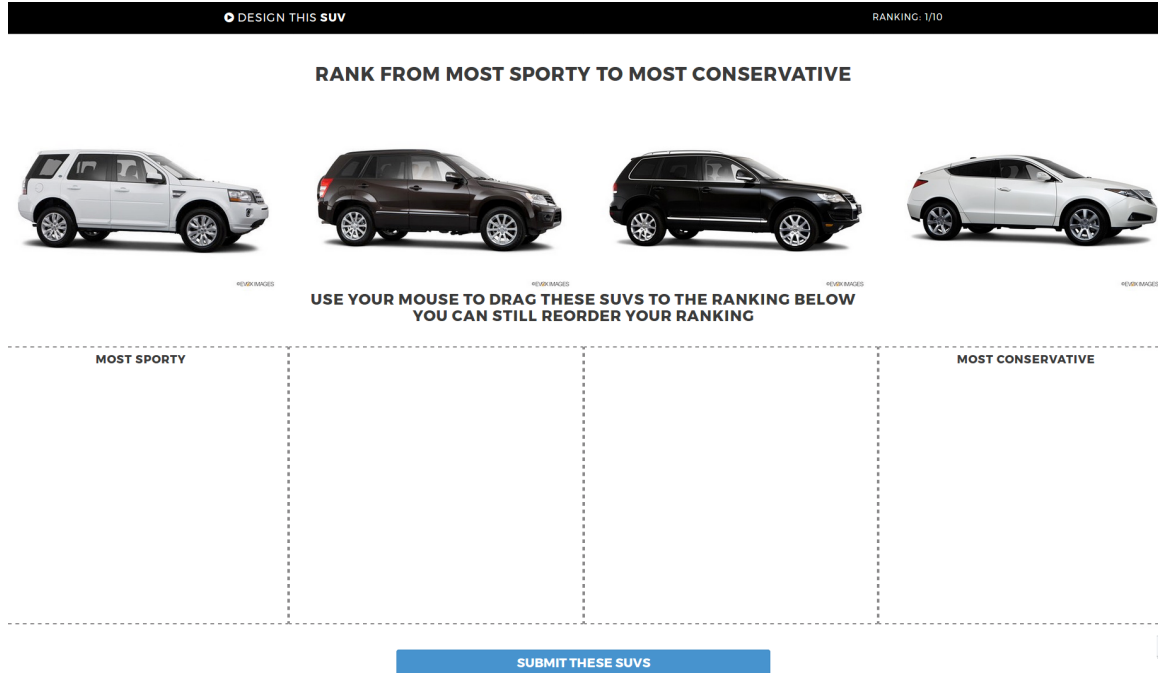 DESIGN THIS SUV
RANKING: 1/10
RANK FROM MOST SPORTY TO MOST CONSERVATIVE
©EVOX IMAGES
©EVOX IMAGES
©EVOX IMAGES
©EVOX IMAGES
USE YOUR MOUSE TO DRAG THESE SUVS TO THE RANKING BELOW
YOU CAN STILL REORDER YOUR RANKING
MOST SPORTY
MOST CONSERVATIVE
SUBMIT THESE SUVS